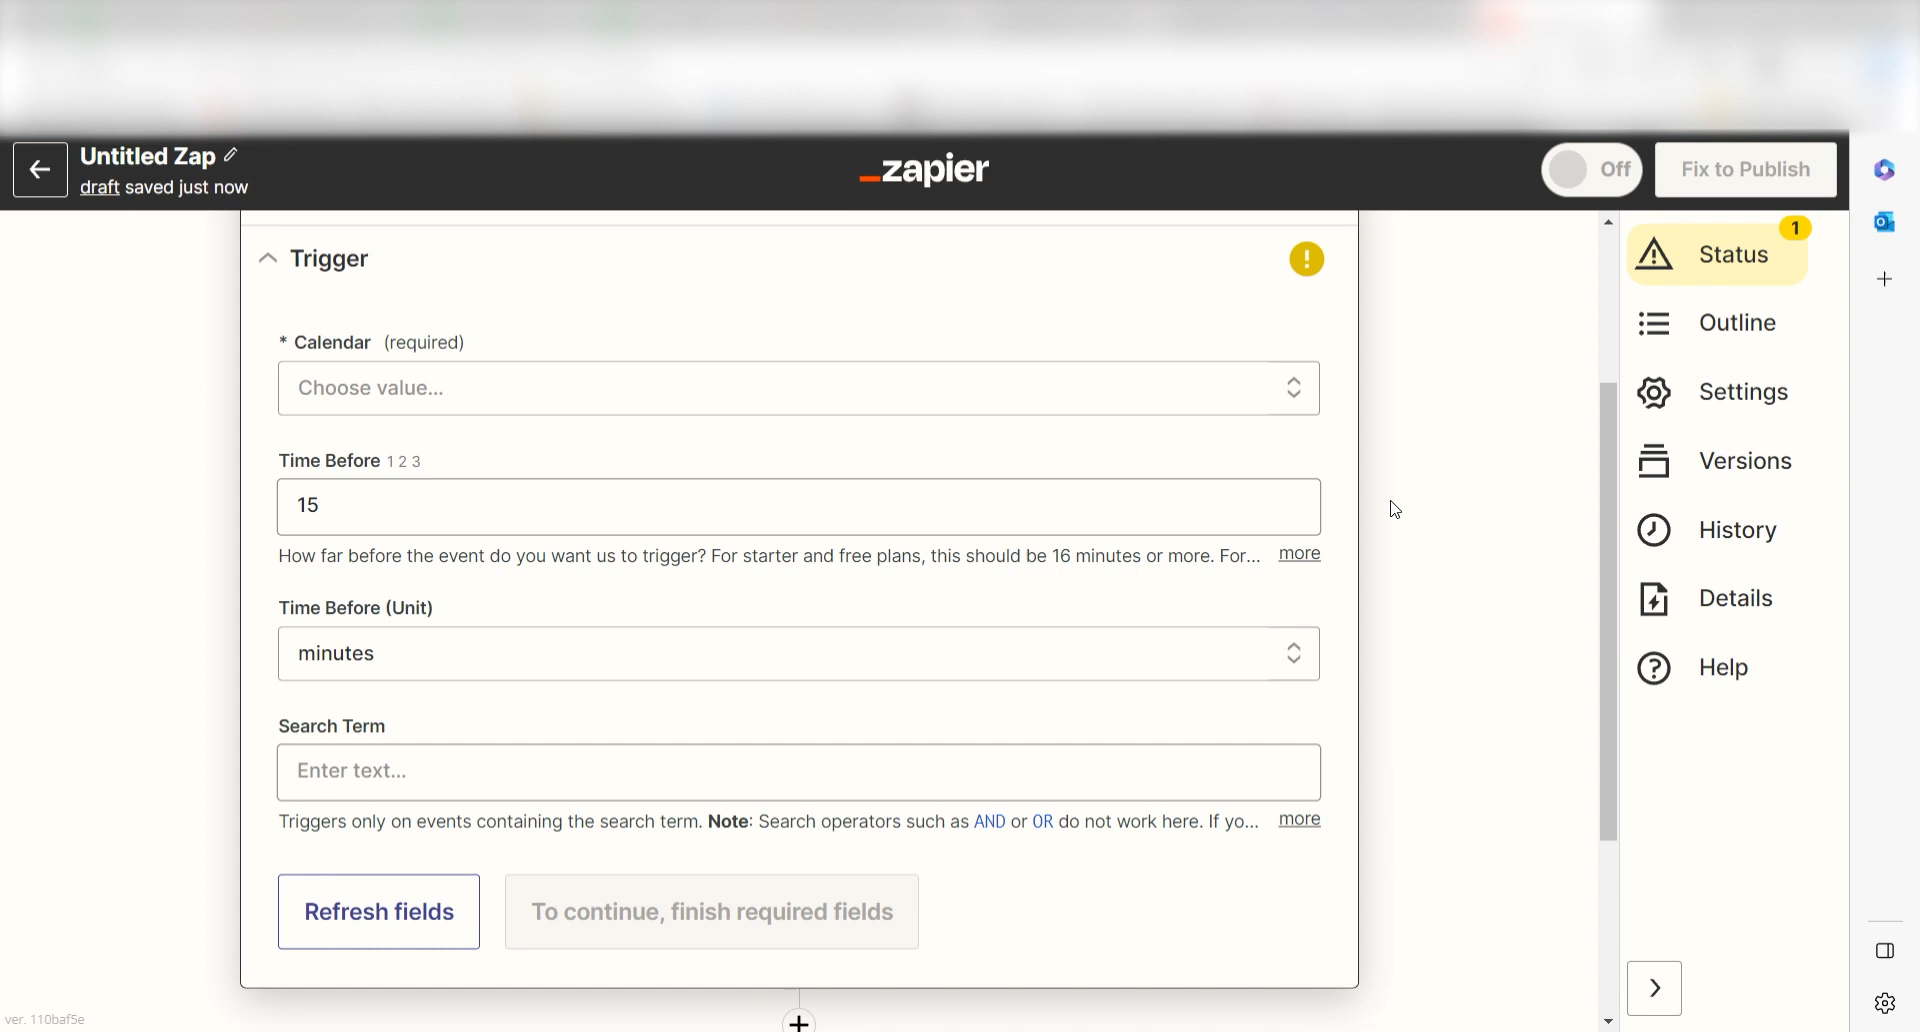 Untitled Zap
draft saved just now
_zapier
Off
Fix to Publish
Trigger
!
* Calendar (required)
Choose value...
Time Before 1 2 3
15
How far before the event do you want us to trigger? For starter and free plans, this should be 16 minutes or more. For... more
Time Before (Unit)
minutes
Search Term
Enter text...
Triggers only on events containing the search term. Note: Search operators such as AND or OR do not work here. If yo... more
Refresh fields
To continue, finish required fields
1
Status
Outline
Settings
Versions
History
Details
Help
ver. 110baf5e